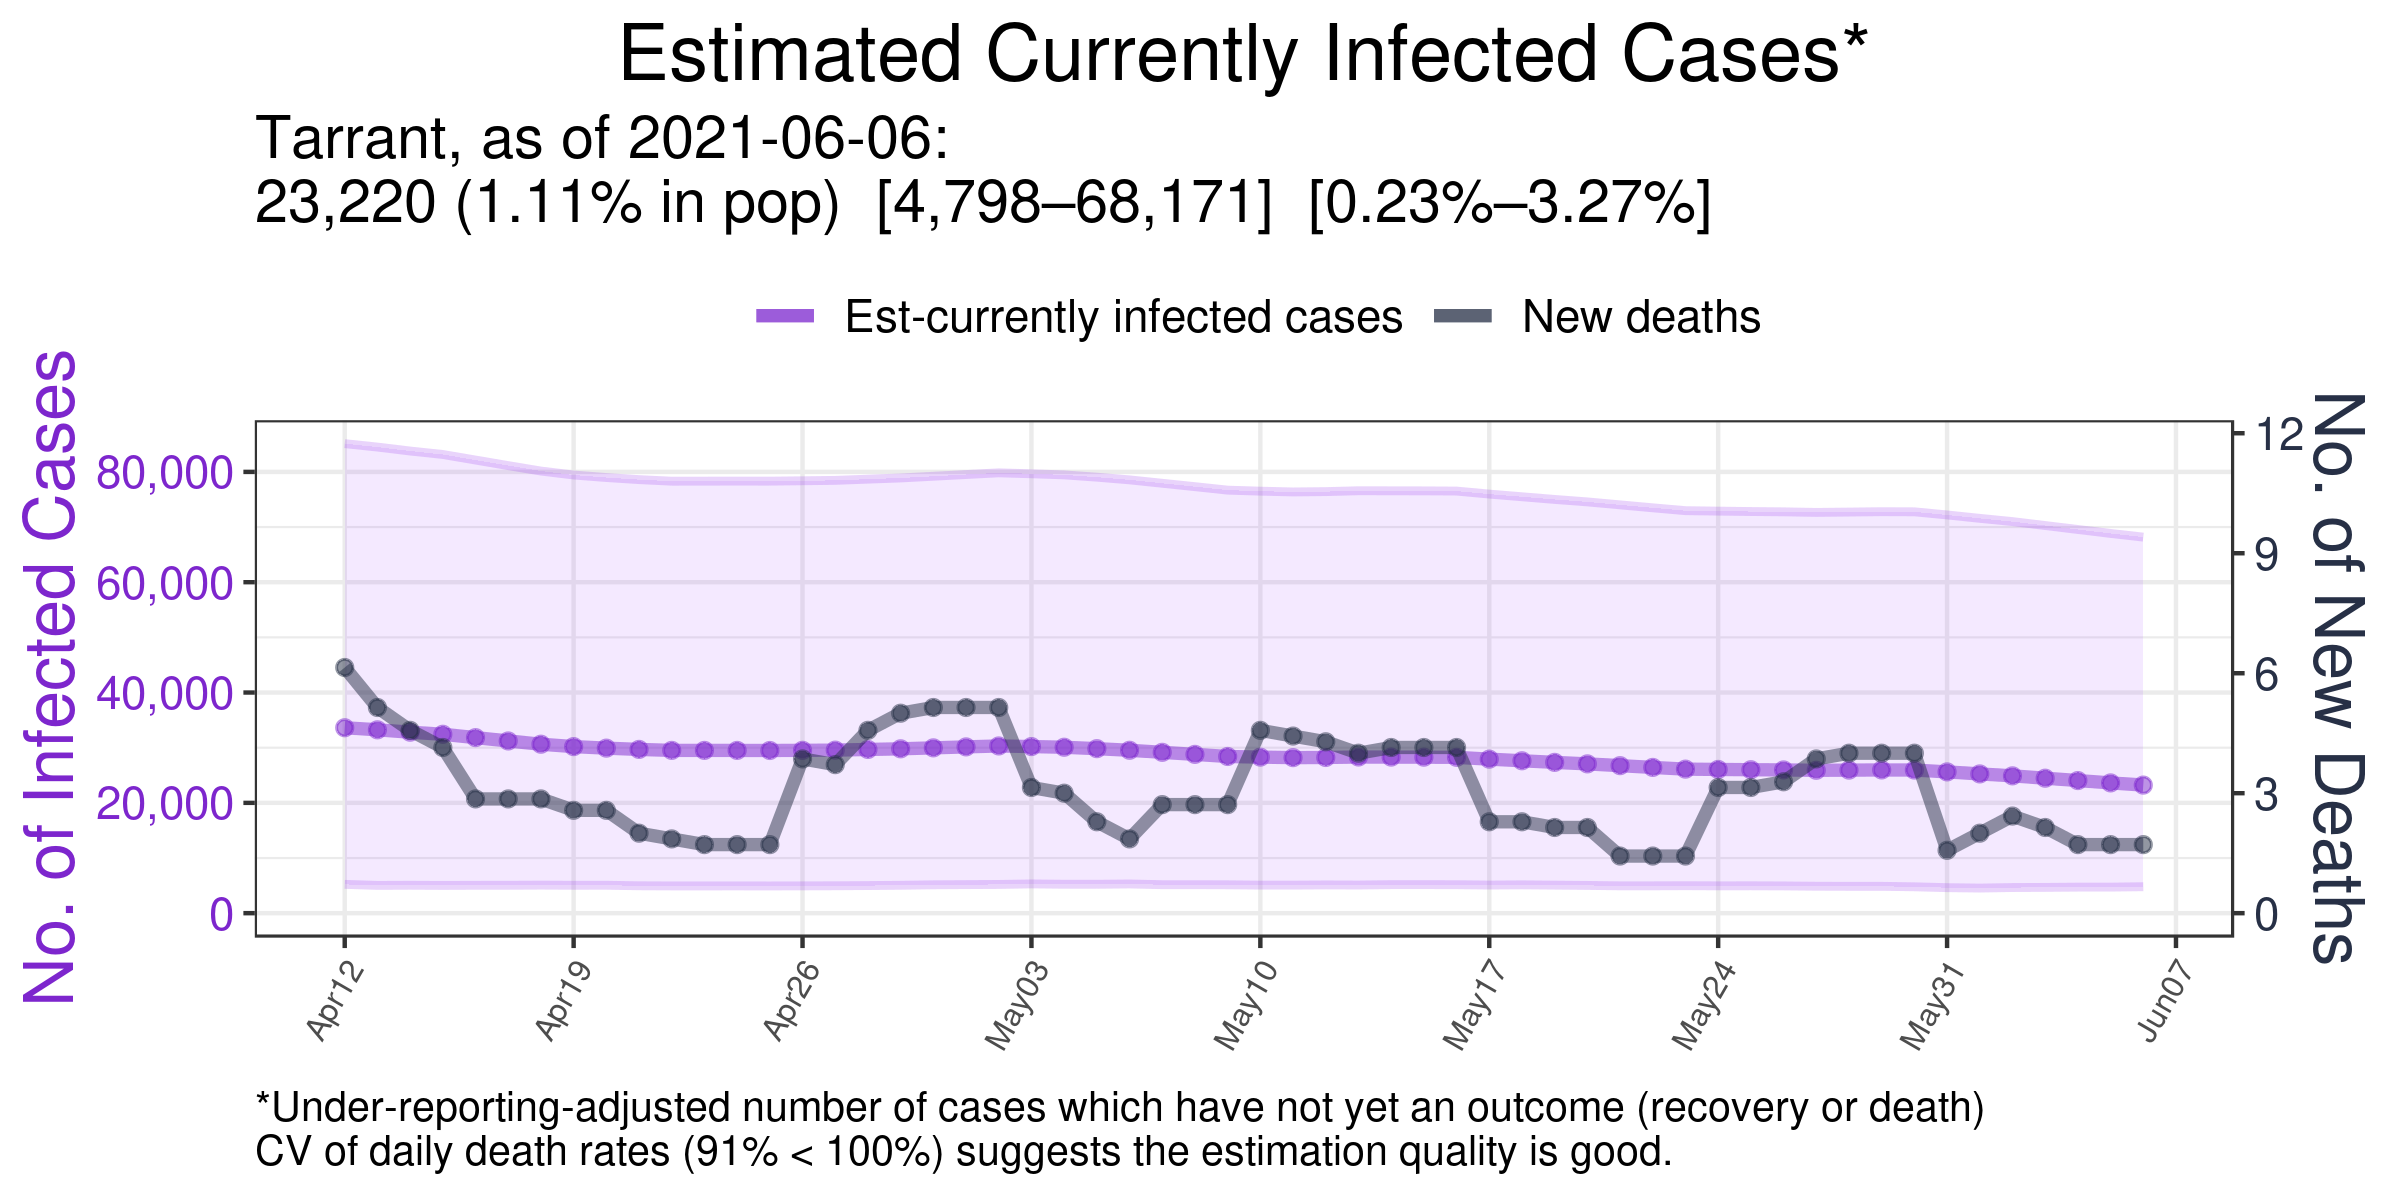 Estimated Currently Infected Cases*
Tarrant, as of 2021-06-06:
23,220 (1.11% in pop)  [4,798–68,171]  [0.23%–3.27%]
Est-currently infected cases
New deaths
No. of Infected Cases
80,000
60,000
40,000
20,000
0
12
9
6
3
0
No. of New Deaths
Apr12
Apr19
Apr26
May03
May10
May17
May24
May31
Jun07
*Under-reporting-adjusted number of cases which have not yet an outcome (recovery or death)
CV of daily death rates (91% < 100%) suggests the estimation quality is good.